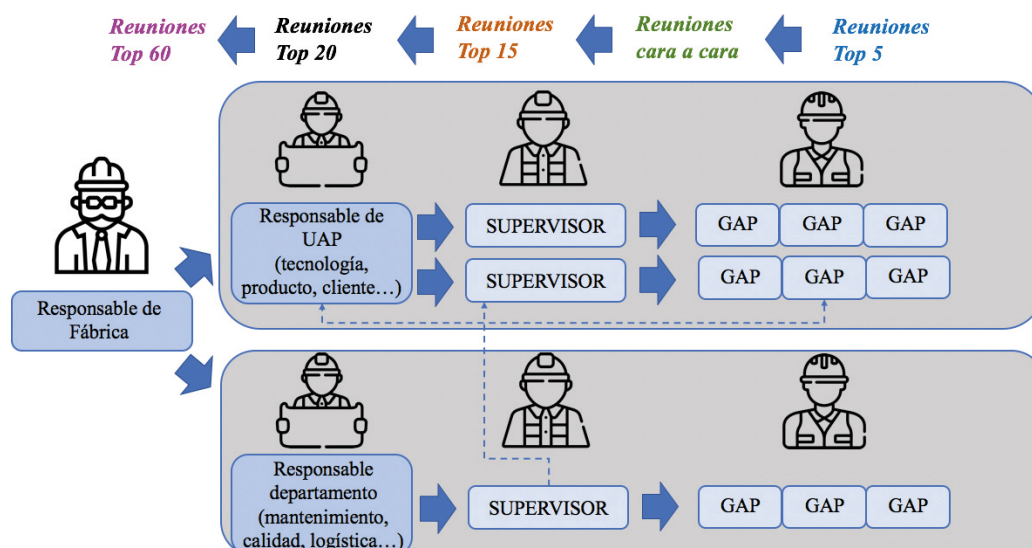 Reuniones
Top 60
Reuniones
Top 20
Reuniones
Top 15
Reuniones
cara a cara
Reuniones
Top 5
Responsable de
Fábrica
Responsable de
UAP
(tecnología,
producto, cliente…)
SUPERVISOR
GAP
GAP
GAP
SUPERVISOR
GAP
GAP
GAP
Responsable
departamento
(mantenimiento,
calidad, logística…)
SUPERVISOR
GAP
GAP
GAP